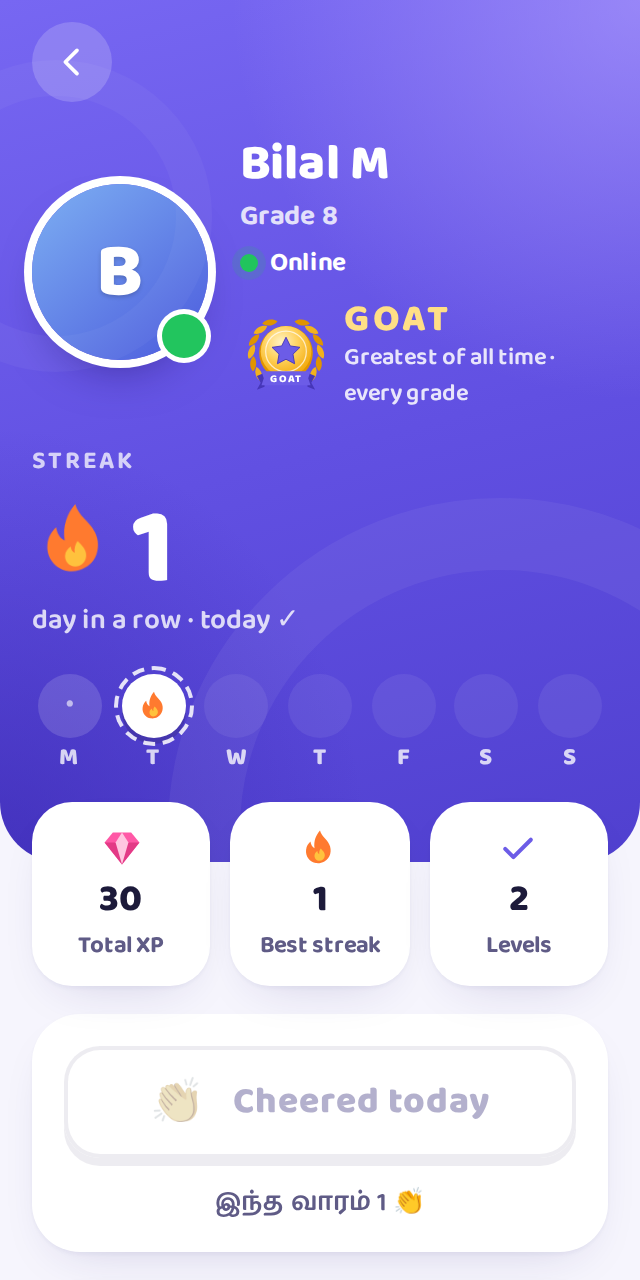 Bilal M
Grade 8
B
Online
GOAT
GOAT
Greatest of all time ·
every grade
STREAK
1
day in a row · today ✓
M T W T F S S
30 1 2
Total XP Best streak Levels
👏 Cheered today
இந்த வாரம் 1 👏